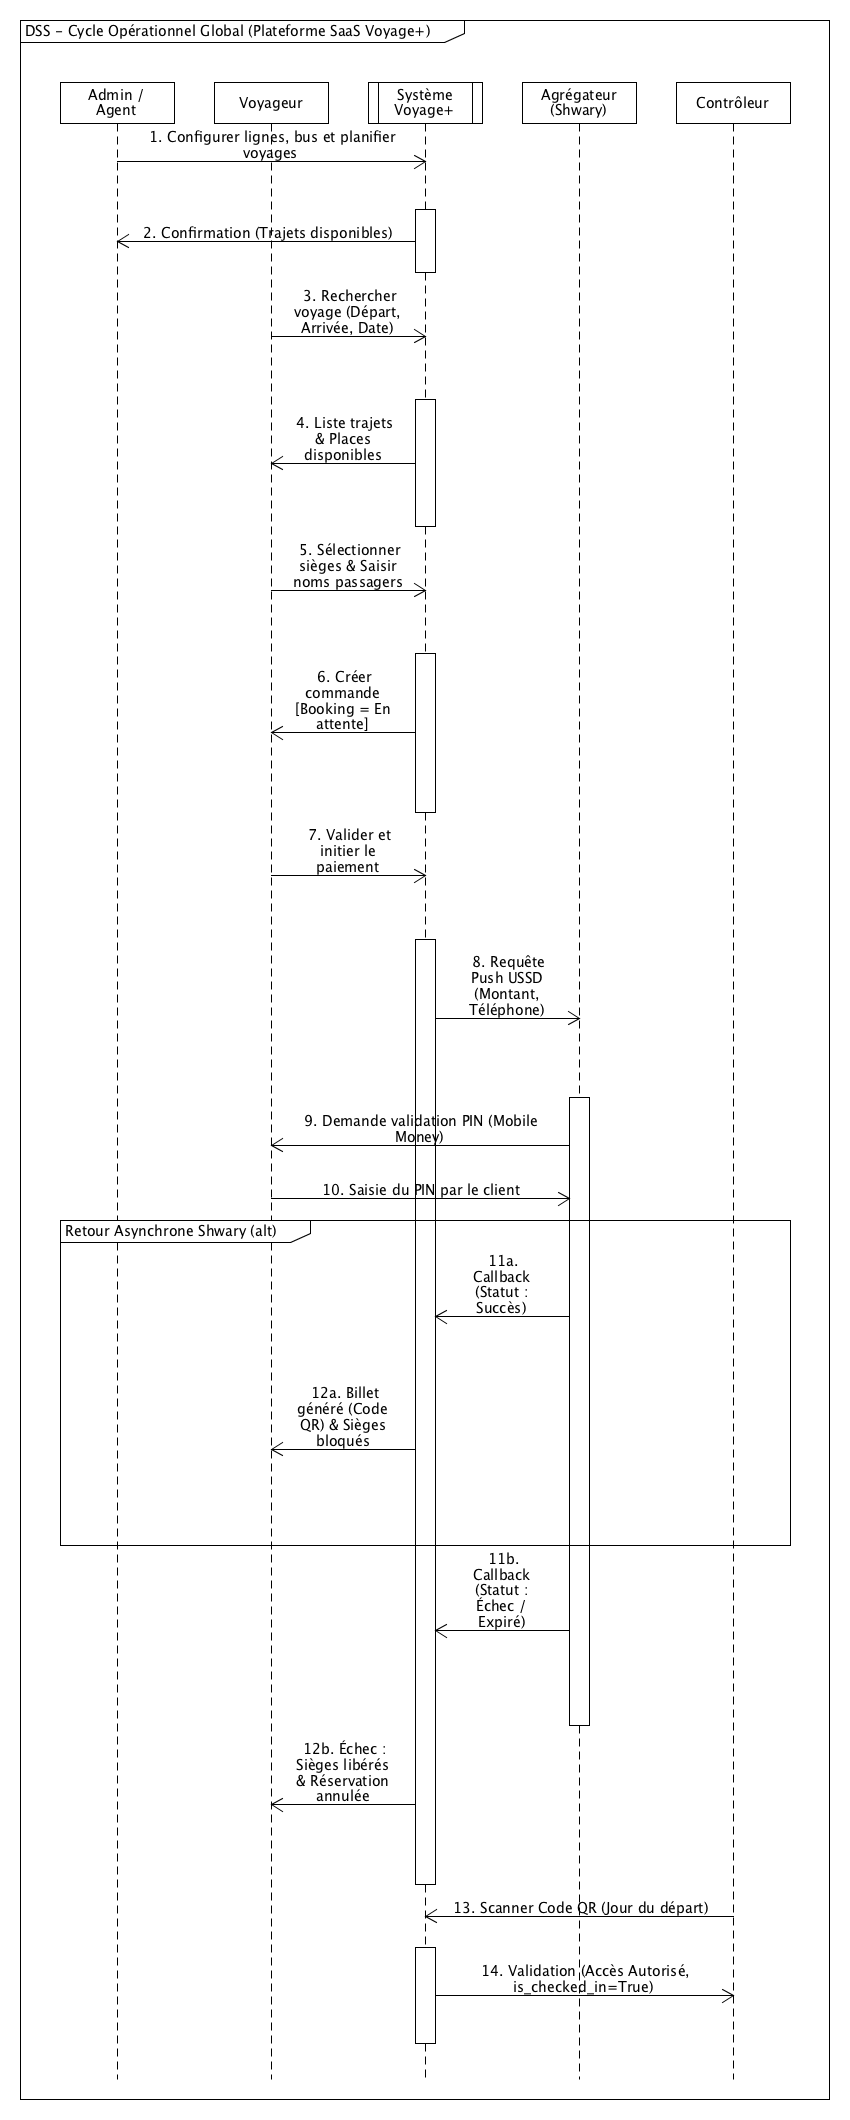 DSS – Cycle Opérationnel Global (Plateforme SaaS Voyage+)
Admin /
Agent
Voyageur
Système
Voyage+
Agrégateur
(Shwary)
Contrôleur
1. Configurer lignes, bus et planifier
voyages
2. Confirmation (Trajets disponibles)
3. Rechercher
voyage (Départ,
Arrivée, Date)
4. Liste trajets
& Places
disponibles
5. Sélectionner
sièges & Saisir
noms passagers
6. Créer
commande
[Booking = En
attente]
7. Valider et
initier le
paiement
8. Requête
Push USSD
(Montant,
Téléphone)
9. Demande validation PIN (Mobile
Money)
10. Saisie du PIN par le client
Retour Asynchrone Shwary (alt)
11a.
Callback
(Statut :
Succès)
12a. Billet
généré (Code
QR) & Sièges
bloqués
11b.
Callback
(Statut :
Échec /
Expiré)
12b. Échec :
Sièges libérés
& Réservation
annulée
13. Scanner Code QR (Jour du départ)
14. Validation (Accès Autorisé,
is_checked_in=True)